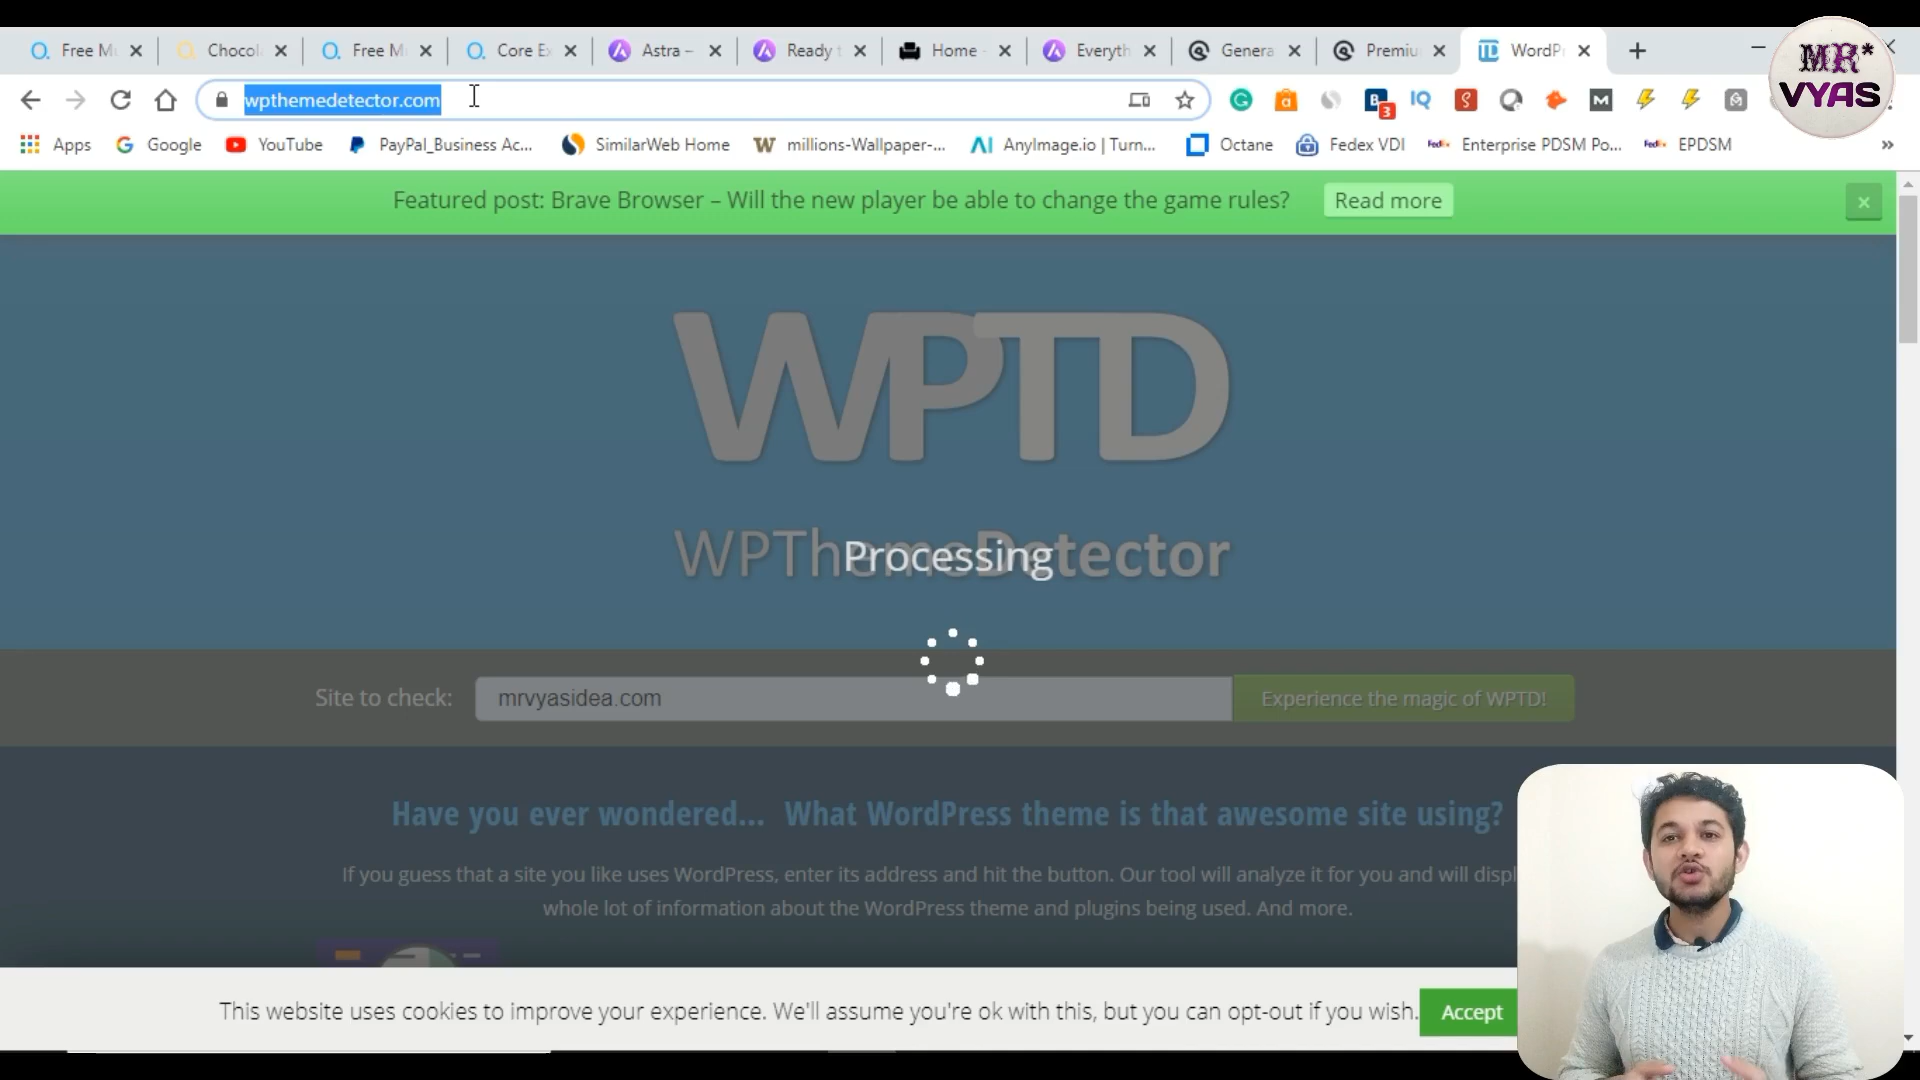 Free M
Chocol
Free M
Core E
Astra –
Ready
Home
Everyth
Genera
Premiu
WordP
MR*
VYAS
wpthemedetector.com
3
IQ
Apps
Google
YouTube
PayPal_Business Ac...
SimilarWeb Home
millions-Wallpaper-...
AnyImage.io | Turn...
Octane
Fedex VDI
Enterprise PDSM Po...
EPDSM
Featured post: Brave Browser – Will the new player be able to change the game rules?
Read more
WPTD
WPThemeDetector
Processing
Site to check:
mrvyasidea.com
Experience the magic of WPTD!
Have you ever wondered... What WordPress theme is that awesome site using?
If you guess that a site you like uses WordPress, enter its address and hit the button. Our tool will analyze it for you and will displ
whole lot of information about the WordPress theme and plugins being used. And more.
This website uses cookies to improve your experience. We'll assume you're ok with this, but you can opt-out if you wish.
Accept